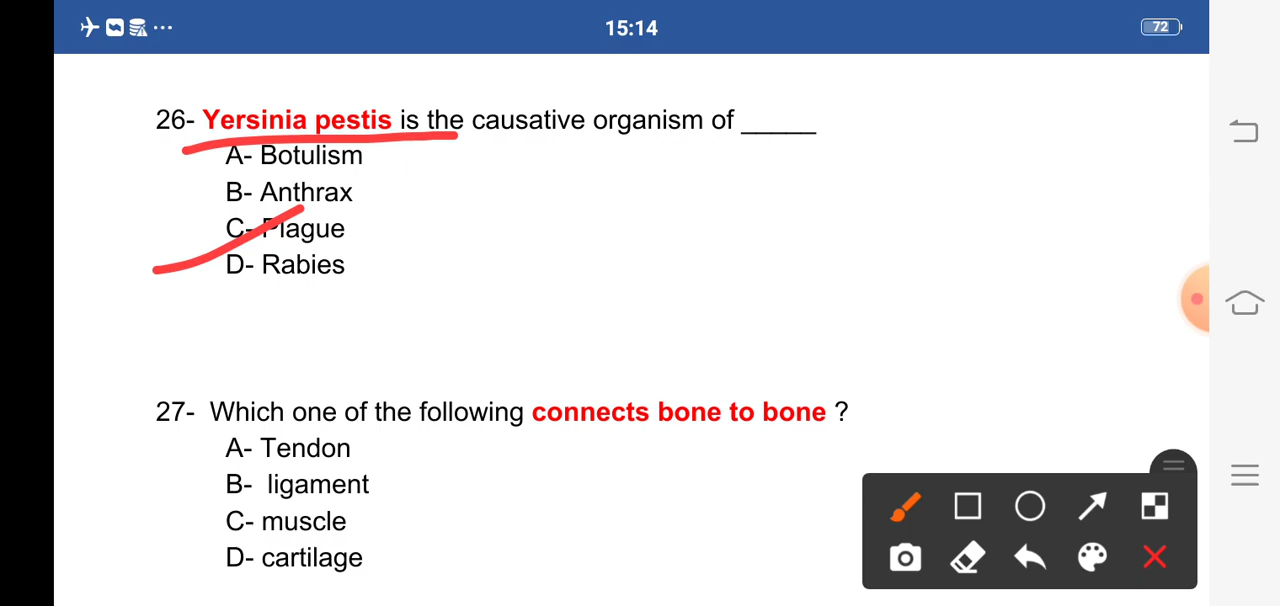 15:14
72
26- Yersinia pestis is the causative organism of _____
A- Botulism
B- Anthrax
C- Plague
D- Rabies
27- Which one of the following connects bone to bone ?
A- Tendon
B- ligament
C- muscle
D- cartilage